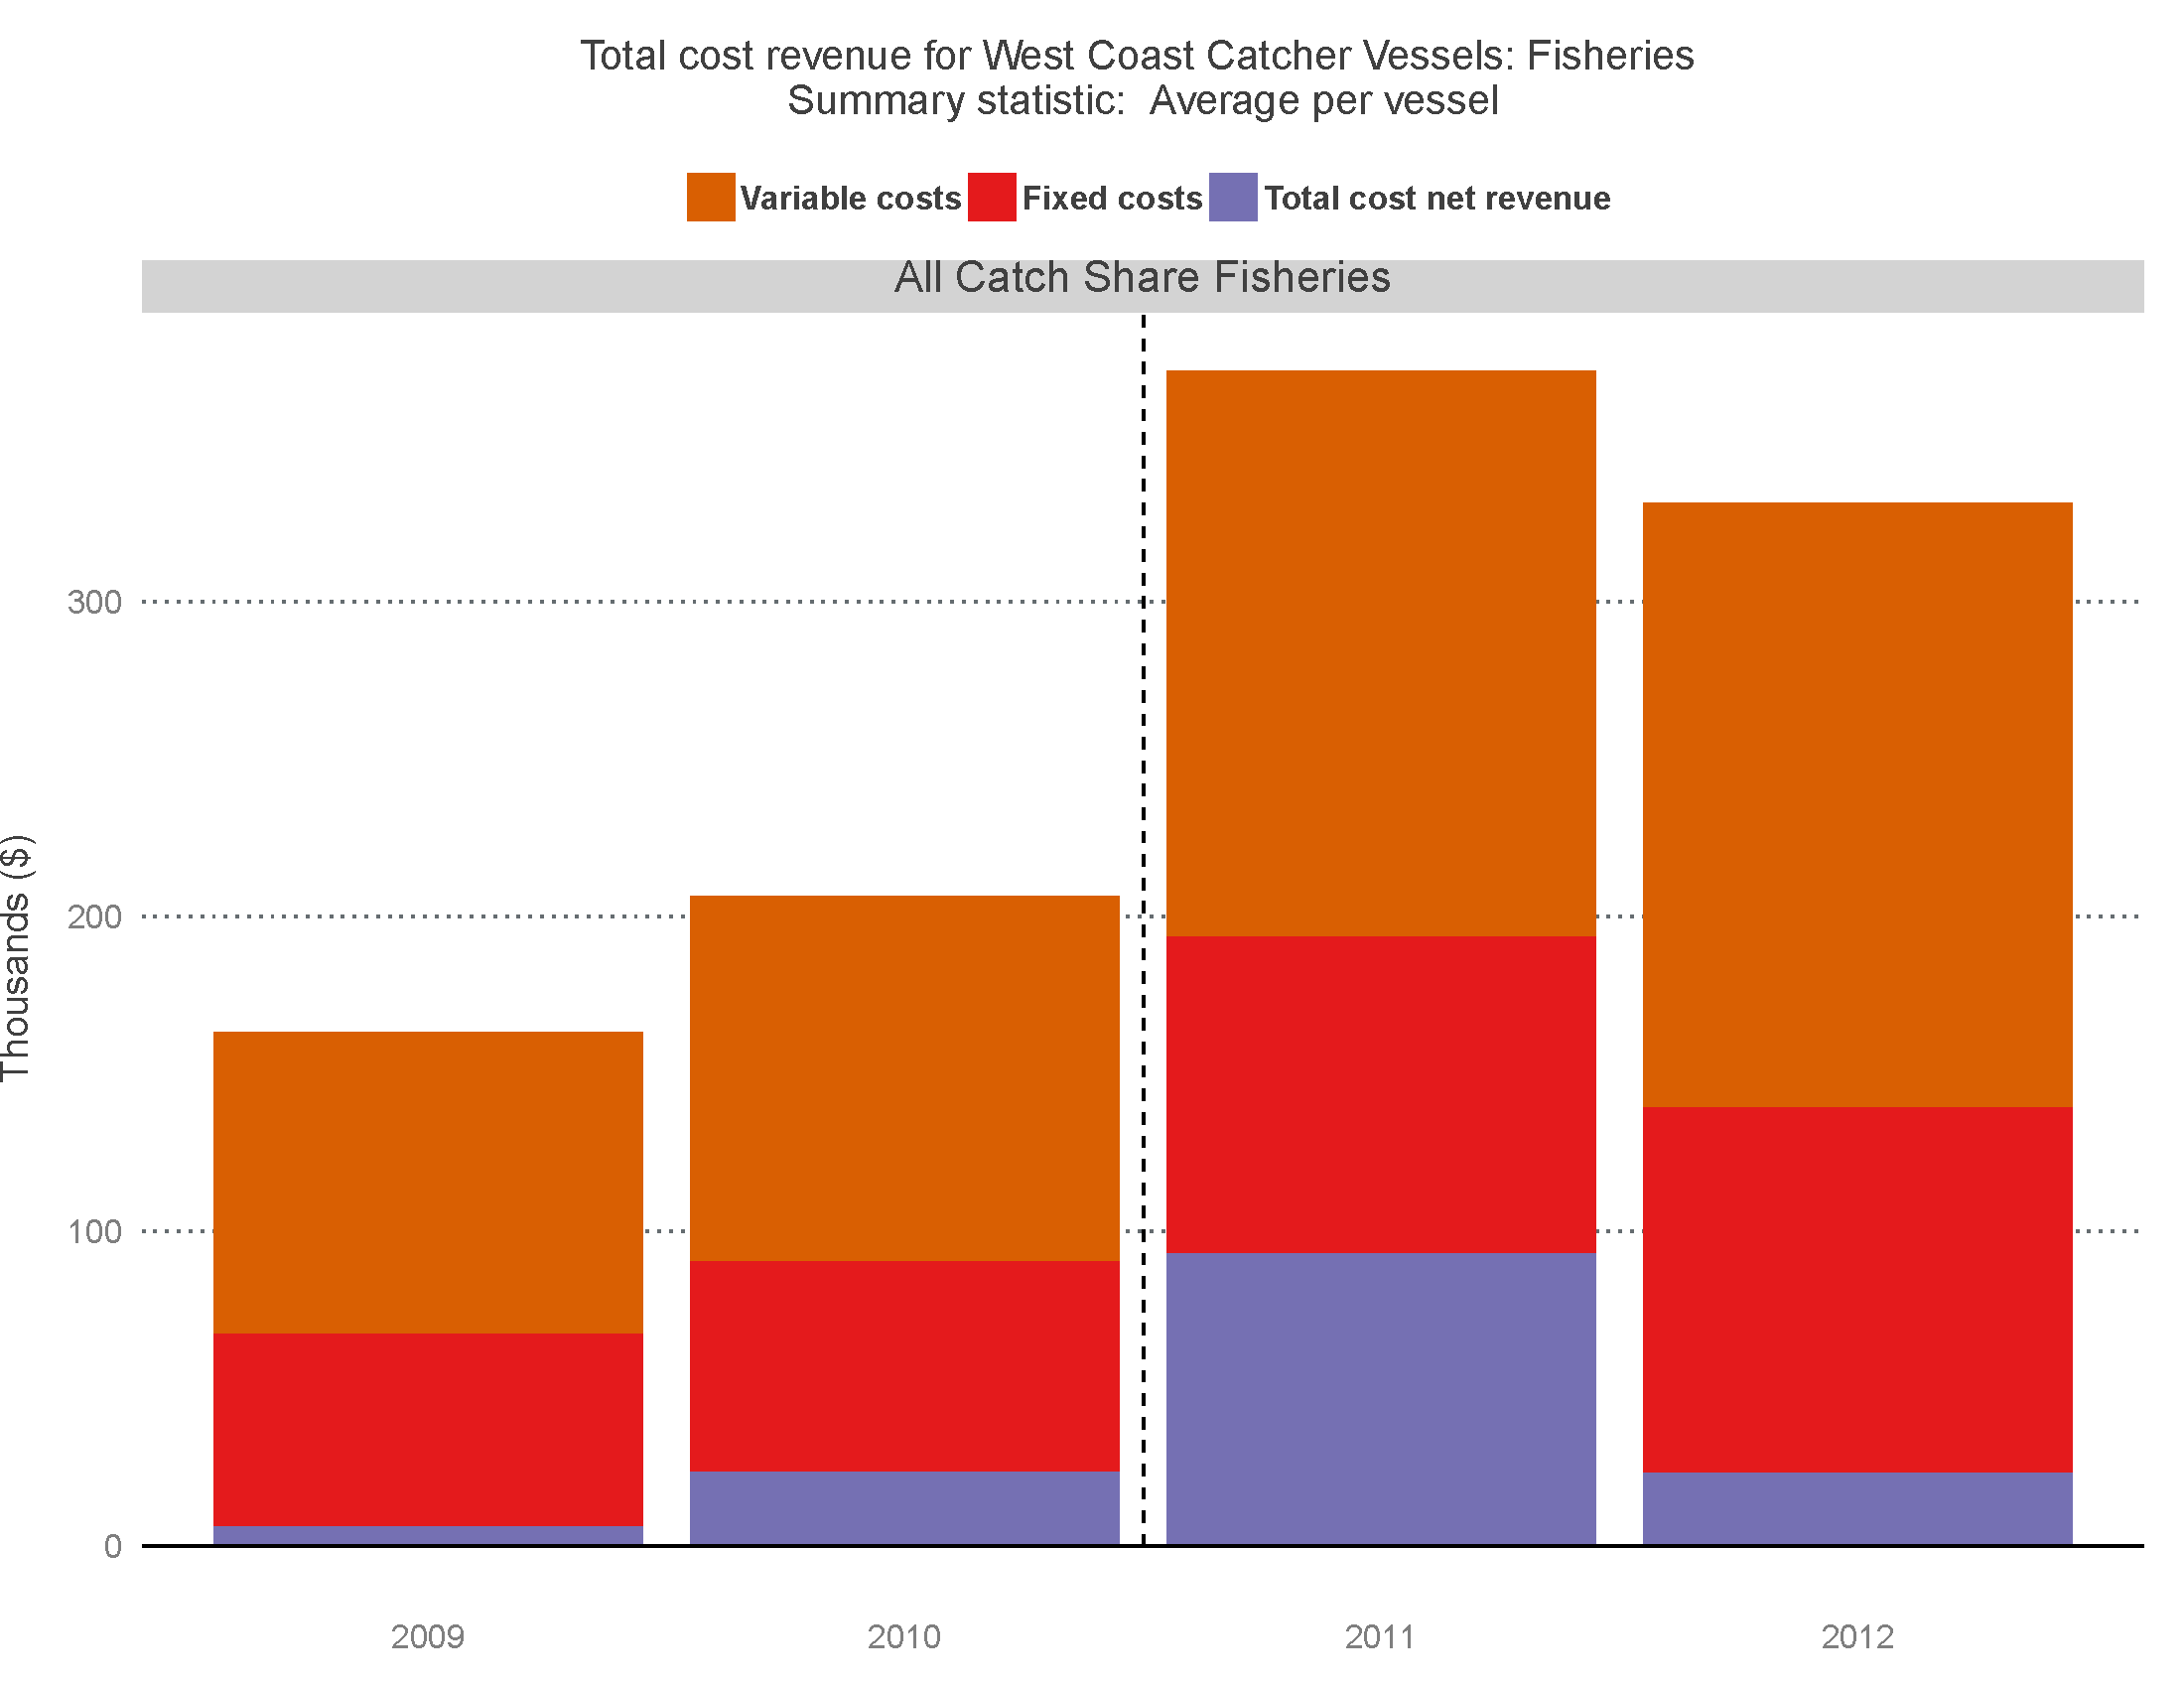 Total cost revenue for West Coast Catcher Vessels: Fisheries
Summary statistic:  Average per vessel
Variable costs Fixed costs Total cost net revenue
All Catch Share Fisheries
Thousands ($)
300
200
100
0
2009 2010 2011 2012